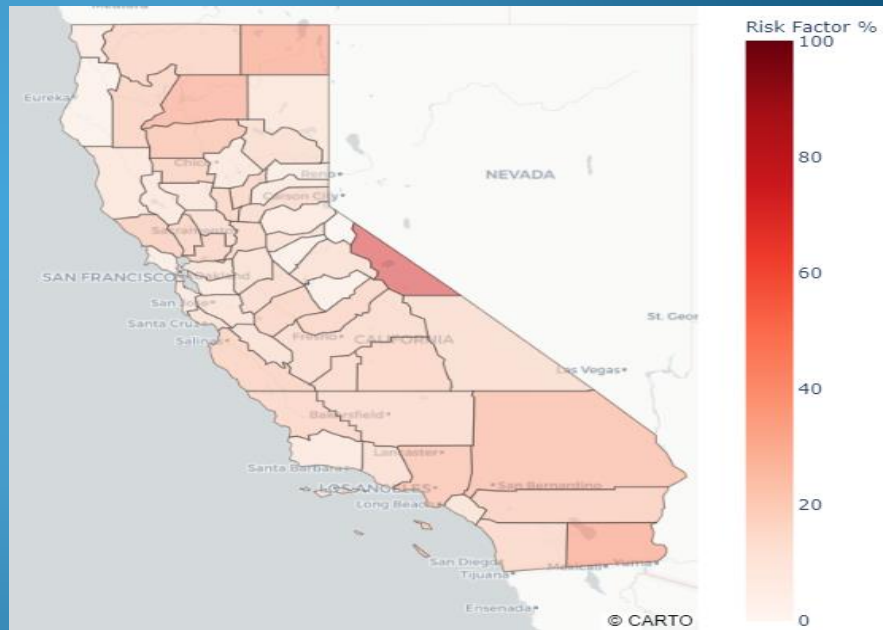 Risk Factor %
100
80
60
40
20
0
Medford
Eureka
Chico
Reno
Carson City
NEVADA
Sacramento
SAN FRANCISCO
Oakland
San Jose
Santa Cruz
Salinas
Fresno
CALIFORNIA
St. Geor
Las Vegas
Bakersfield
Lancaster
Santa Barbara
LOS ANGELES
San Bernardino
Long Beach
San Diego
Tijuana
Mexicali
Yuma
Ensenada
© CARTO